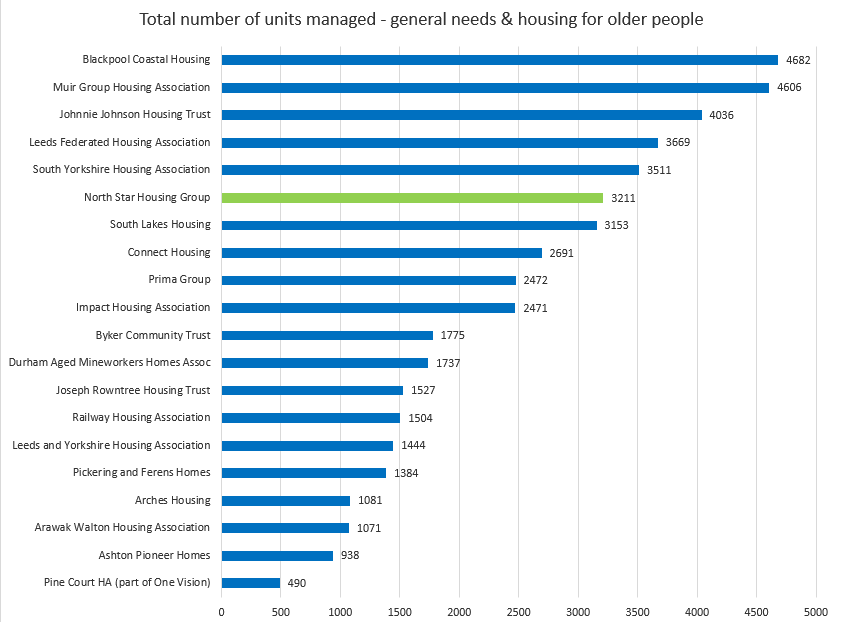 Total number of units managed - general needs & housing for older people
Blackpool Coastal Housing 4682
Muir Group Housing Association 4606
Johnnie Johnson Housing Trust 4036
Leeds Federated Housing Association 3669
South Yorkshire Housing Association 3511
North Star Housing Group 3211
South Lakes Housing 3153
Connect Housing 2691
Prima Group 2472
Impact Housing Association 2471
Byker Community Trust 1775
Durham Aged Mineworkers Homes Assoc 1737
Joseph Rowntree Housing Trust 1527
Railway Housing Association 1504
Leeds and Yorkshire Housing Association 1444
Pickering and Ferens Homes 1384
Arches Housing 1081
Arawak Walton Housing Association 1071
Ashton Pioneer Homes 938
Pine Court HA (part of One Vision) 490
0 500 1000 1500 2000 2500 3000 3500 4000 4500 5000